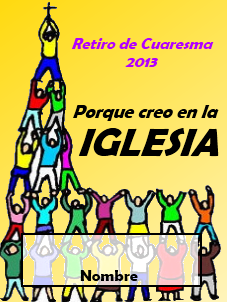 Retiro de Cuaresma
2013
Porque creo en la
IGLESIA
Nombre